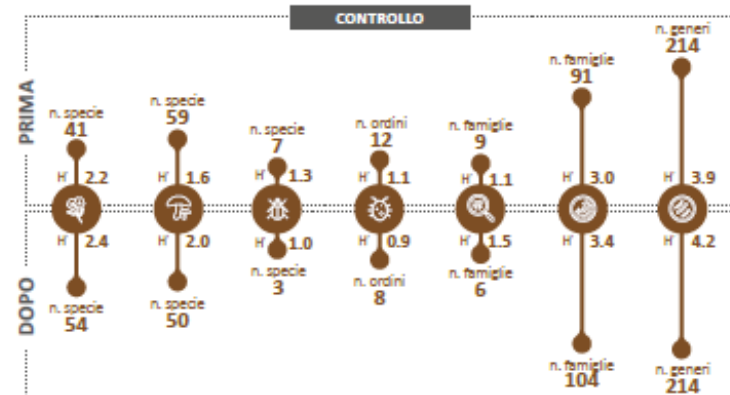 CONTROLLO
PRIMA
n. specie
41
n. specie
59
n. specie
7
n. ordini
12
n. famiglie
9
n. famiglie
91
n. generi
214
H' 2.2
H' 1.6
H' 1.3
H' 1.1
H' 1.1
H' 3.0
H' 3.9
DOPO
H' 2.4
H' 2.0
H' 1.0
H' 0.9
H' 1.5
H' 3.4
H' 4.2
n. specie
54
n. specie
50
n. specie
3
n. ordini
8
n. famiglie
6
n. famiglie
104
n. generi
214